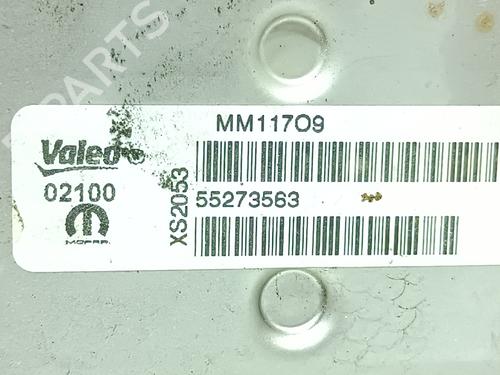 PARTS
MM11709
Valeo
02100
MOPAR
XS2053
55273563